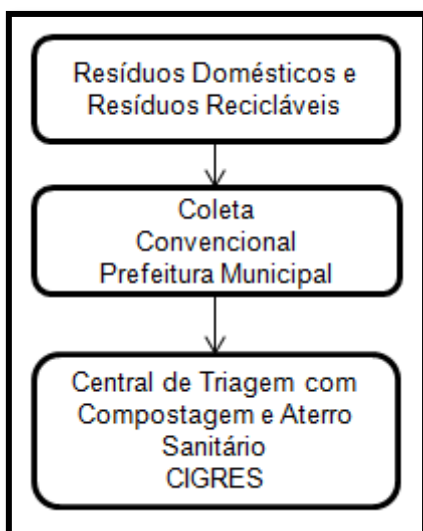 Resíduos Domésticos e
Resíduos Recicláveis
Coleta
Convencional
Prefeitura Municipal
Central de Triagem com
Compostagem e Aterro
Sanitário
CIGRES